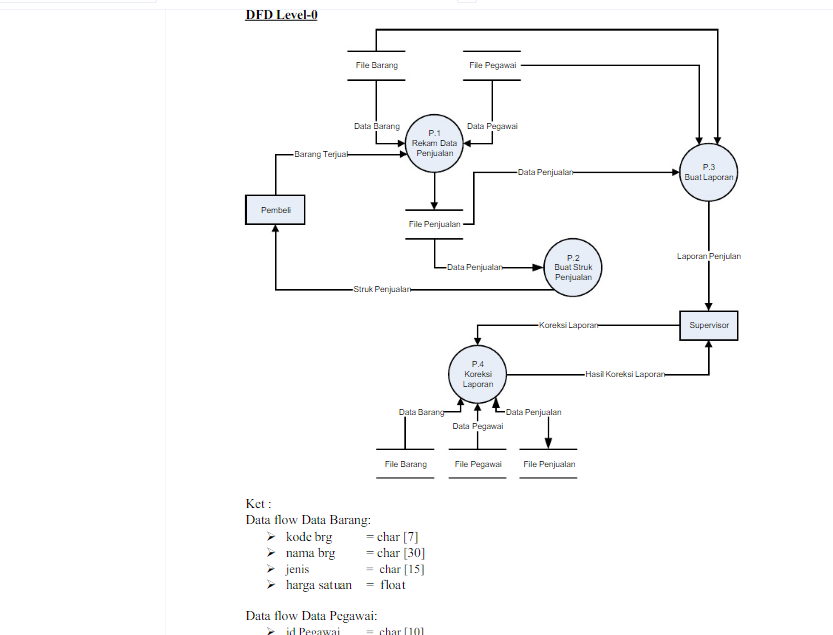 DFD Level-0
File Barang
File Pegawai
Data Barang
Data Pegawai
P.1
Rekam Data
Penjualan
Barang Terjual
P.3
Buat Laporan
Data Penjualan
Pembeli
File Penjualan
P.2
Buat Struk
Penjualan
Data Penjualan
Laporan Penjulan
Struk Penjualan
Koreksi Laporan
Supervisor
P.4
Koreksi
Laporan
Hasil Koreksi Laporan
Data Barang
Data Penjualan
Data Pegawai
File Barang
File Pegawai
File Penjualan
Ket :
Data flow Data Barang:
➢ kode brg = char [7]
➢ nama brg = char [30]
➢ jenis = char [15]
➢ harga satuan = float
Data flow Data Pegawai:
➢ id Pegawai = char [10]